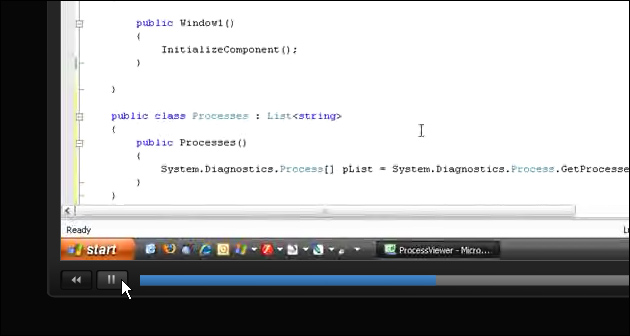 public Window1()
{
InitializeComponent();
}
}
public class Processes : List<string>
{
public Processes()
{
System.Diagnostics.Process[] pList = System.Diagnostics.Process.GetProcesse
}
}
Ready
start
ProcessViewer - Micro...